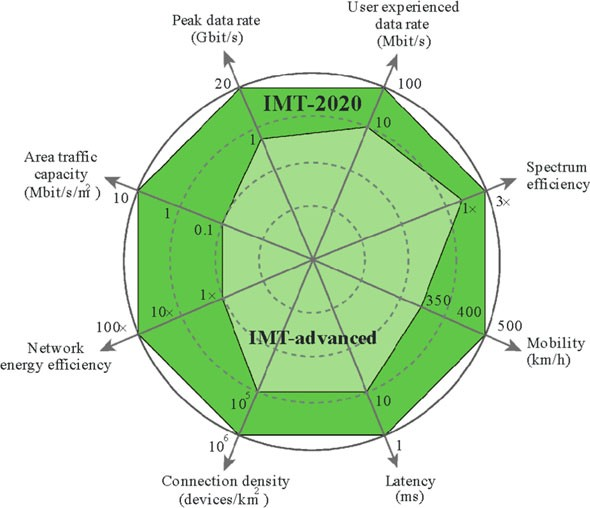 Peak data rate
(Gbit/s)
User experienced
data rate
(Mbit/s)
20
100
IMT-2020
1
10
Area traffic
capacity
(Mbit/s/m²)
Spectrum
efficiency
10
1
0.1
1×
3×
1×
10×
100×
350
400
500
Network
energy efficiency
IMT-advanced
Mobility
(km/h)
10⁵
10
10⁶
1
Connection density
(devices/km²)
Latency
(ms)